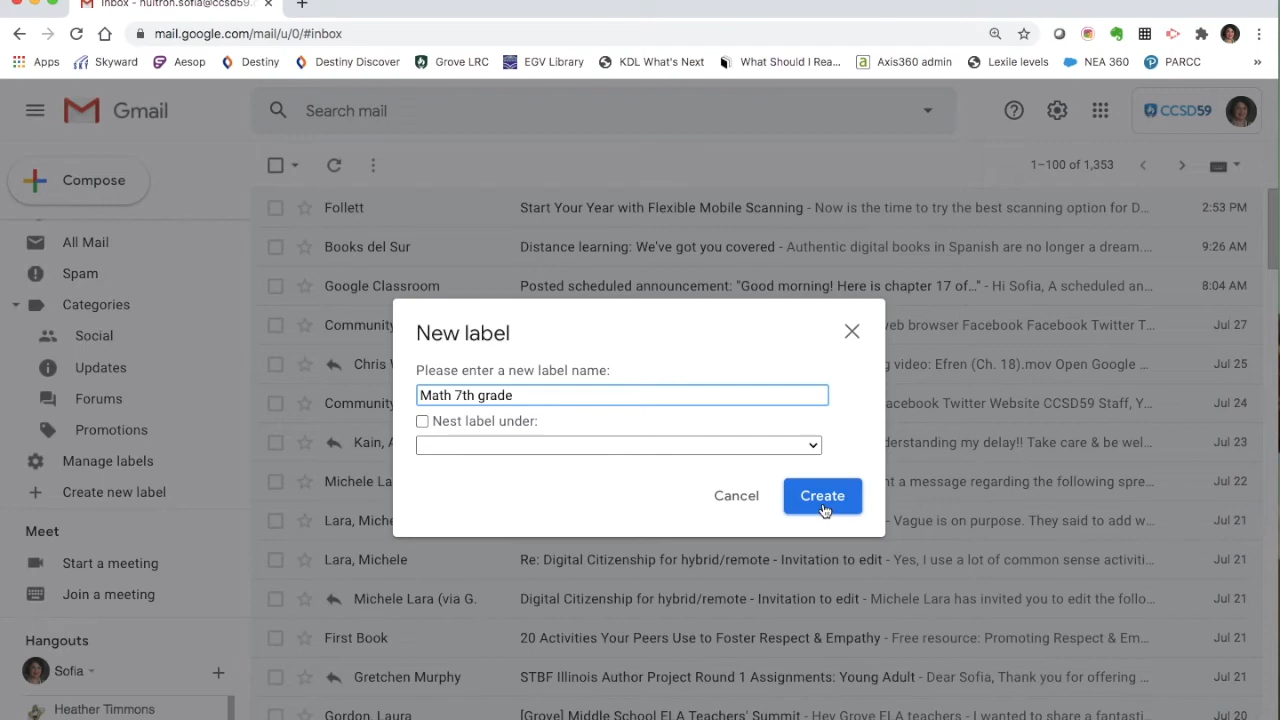 Inbox - hultron.sofia@ccsd59.c
mail.google.com/mail/u/0/#inbox
Apps Skyward Aesop Destiny Destiny Discover Grove LRC EGV Library KDL What's Next What Should I Rea... Axis360 admin Lexile levels NEA 360 PARCC »
Gmail Search mail CCSD59
Compose 1–100 of 1,353
Follett Start Your Year with Flexible Mobile Scanning - Now is the time to try the best scanning option for D... 2:53 PM
All Mail
Books del Sur Distance learning: We've got you covered - Authentic digital books in Spanish are no longer a dream.... 9:26 AM
Spam
Google Classroom Posted scheduled announcement: "Good morning! Here is chapter 17 of..." - Hi Sofia, A scheduled an... 8:04 AM
Categories
Community eb browser Facebook Facebook Twitter T... Jul 27
Social
Chris ng video: Efren (Ch. 18).mov Open Google ... Jul 25
Updates
Community acebook Twitter Website CCSD59 Staff, Y... Jul 24
Forums
Promotions
Kain, derstanding my delay!! Take care & be wel... Jul 23
Manage labels
Michele La nt a message regarding the following spre... Jul 22
Create new label
Lara, Miche - Vague is on purpose. They said to add w... Jul 21
New label
Please enter a new label name:
Math 7th grade
Nest label under:
Cancel Create
Meet
Start a meeting
Lara, Michele Re: Digital Citizenship for hybrid/remote - Invitation to edit - Yes, I use a lot of common sense activiti... Jul 21
Join a meeting
Michele Lara (via G. Digital Citizenship for hybrid/remote - Invitation to edit - Michele Lara has invited you to edit the follo... Jul 21
Hangouts
First Book 20 Activities Your Peers Use to Foster Respect & Empathy - Free resource: Promoting Respect & Em... Jul 21
Sofia
Gretchen Murphy STBF Illinois Author Project Round 1 Assignments: Young Adult - Dear Sofia, Thank you for offering ... Jul 21
Heather Timmons
Gordon, Laura [Grove] Middle School ELA Teachers' Summit - Hey Grove ELA teachers - I wanted to share a fantasti... Jul 20